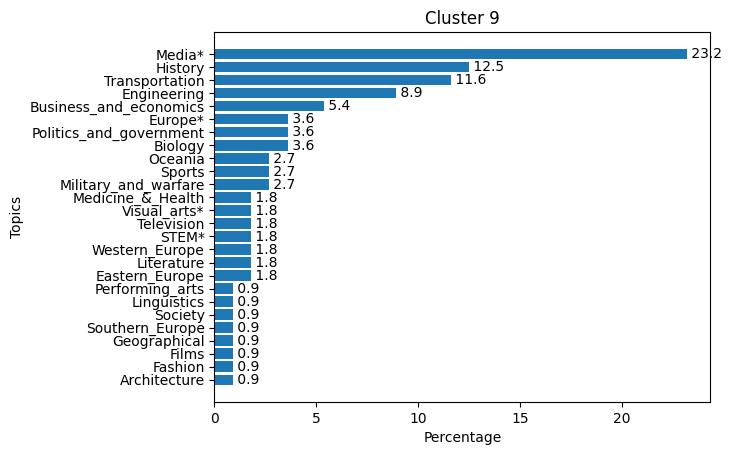 Cluster 9
Topics
Media* 23.2
History 12.5
Transportation 11.6
Engineering 8.9
Business_and_economics 5.4
Europe* 3.6
Politics_and_government 3.6
Biology 3.6
Oceania 2.7
Sports 2.7
Military_and_warfare 2.7
Medicine_&_Health 1.8
Visual_arts* 1.8
Television 1.8
STEM* 1.8
Western_Europe 1.8
Literature 1.8
Eastern_Europe 1.8
Performing_arts 0.9
Linguistics 0.9
Society 0.9
Southern_Europe 0.9
Geographical 0.9
Films 0.9
Fashion 0.9
Architecture 0.9
0 5 10 15 20
Percentage